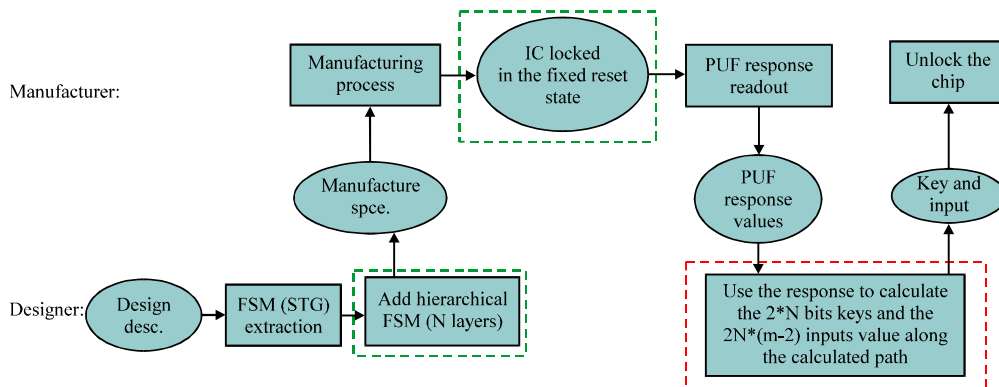 Manufacturer:
Manufacturing
process
IC locked
in the fixed reset
state
PUF response
readout
Unlock the
chip
Manufacture
spce.
PUF
response
values
Key and
input
Designer:
Design
desc.
FSM (STG)
extraction
Add hierarchical
FSM (N layers)
Use the response to calculate
the 2*N bits keys and the
2N*(m-2) inputs value along
the calculated path